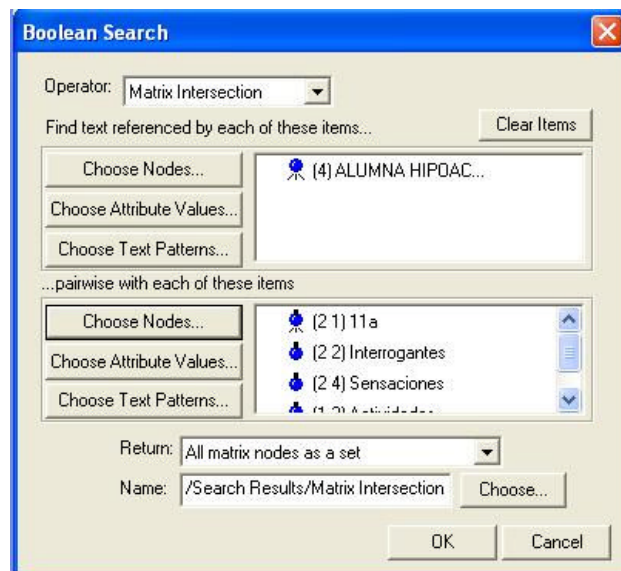 Boolean Search
Operator: Matrix Intersection
Find text referenced by each of these items...
Clear Items
Choose Nodes...
(4) ALUMNA HIPOAC...
Choose Attribute Values...
Choose Text Patterns...
...pairwise with each of these items
Choose Nodes...
(2 1) 11a
(2 2) Interrogantes
Choose Attribute Values...
(2 4) Sensaciones
Choose Text Patterns...
Return: All matrix nodes as a set
Name: /Search Results/Matrix Intersection
Choose...
OK
Cancel